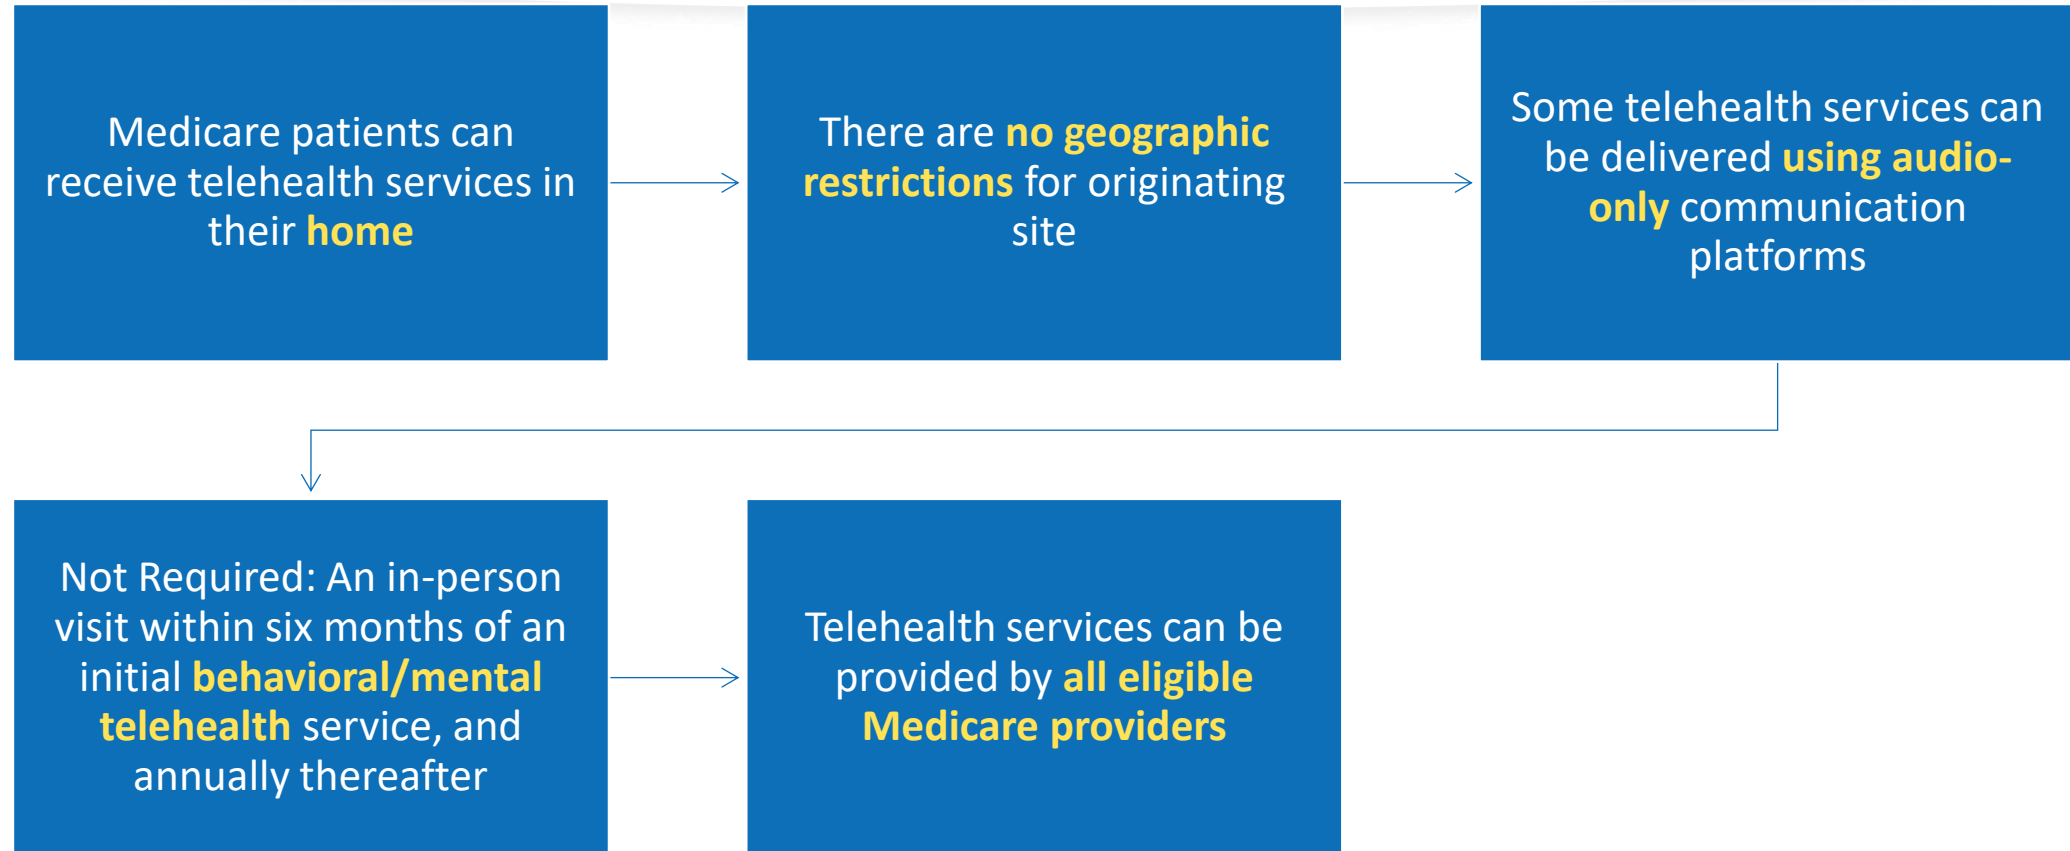 Medicare patients can
receive telehealth services in
their home
There are no geographic
restrictions for originating
site
Some telehealth services can
be delivered using audio-
only communication
platforms
Not Required: An in-person
visit within six months of an
initial behavioral/mental
telehealth service, and
annually thereafter
Telehealth services can be
provided by all eligible
Medicare providers